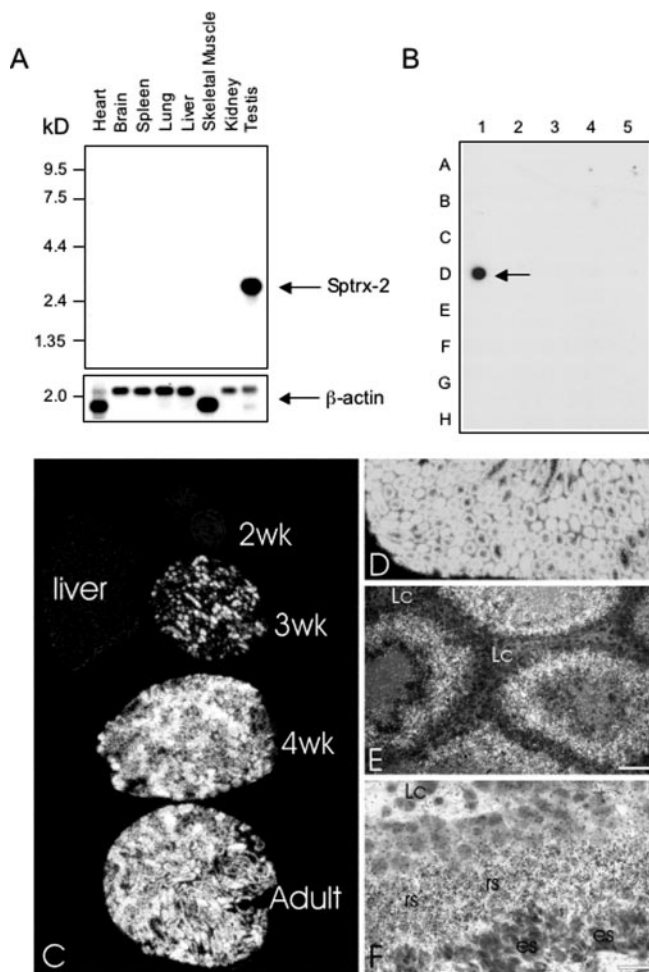 A
kD
Heart
Brain
Spleen
Lung
Liver
Skeletal Muscle
Kidney
Testis
9.5
7.5
4.4
2.4
1.35
Sptrx-2
2.0
β-actin
B
1 2 3 4 5
A
B
C
D
E
F
G
H
liver
2wk
3wk
4wk
Adult
C
D
Lc
Lc
E
Lc
rs
rs
es
es
F